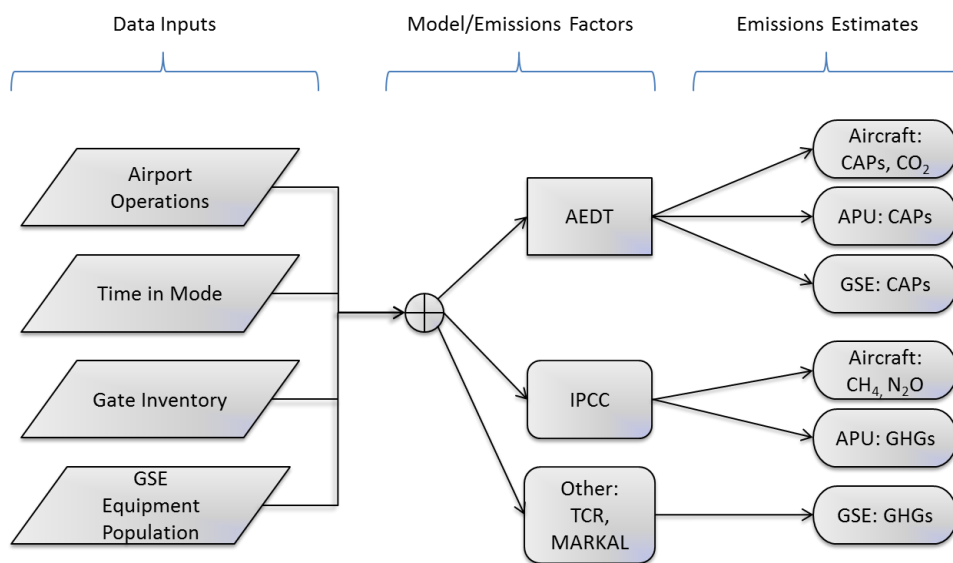 Data Inputs
Model/Emissions Factors
Emissions Estimates
Airport
Operations
Time in Mode
Gate Inventory
GSE
Equipment
Population
AEDT
IPCC
Other:
TCR,
MARKAL
Aircraft:
CAPs, CO₂
APU: CAPs
GSE: CAPs
Aircraft:
CH₄, N₂O
APU: GHGs
GSE: GHGs